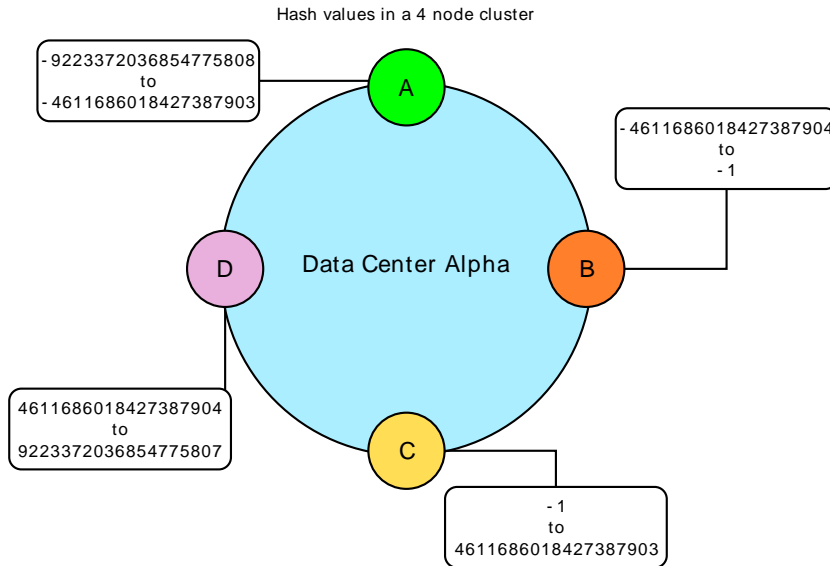 Hash values in a 4 node cluster
-9223372036854775808
to
-4611686018427387903
A
-4611686018427387904
to
-1
D
Data Center Alpha
B
4611686018427387904
to
9223372036854775807
C
-1
to
4611686018427387903